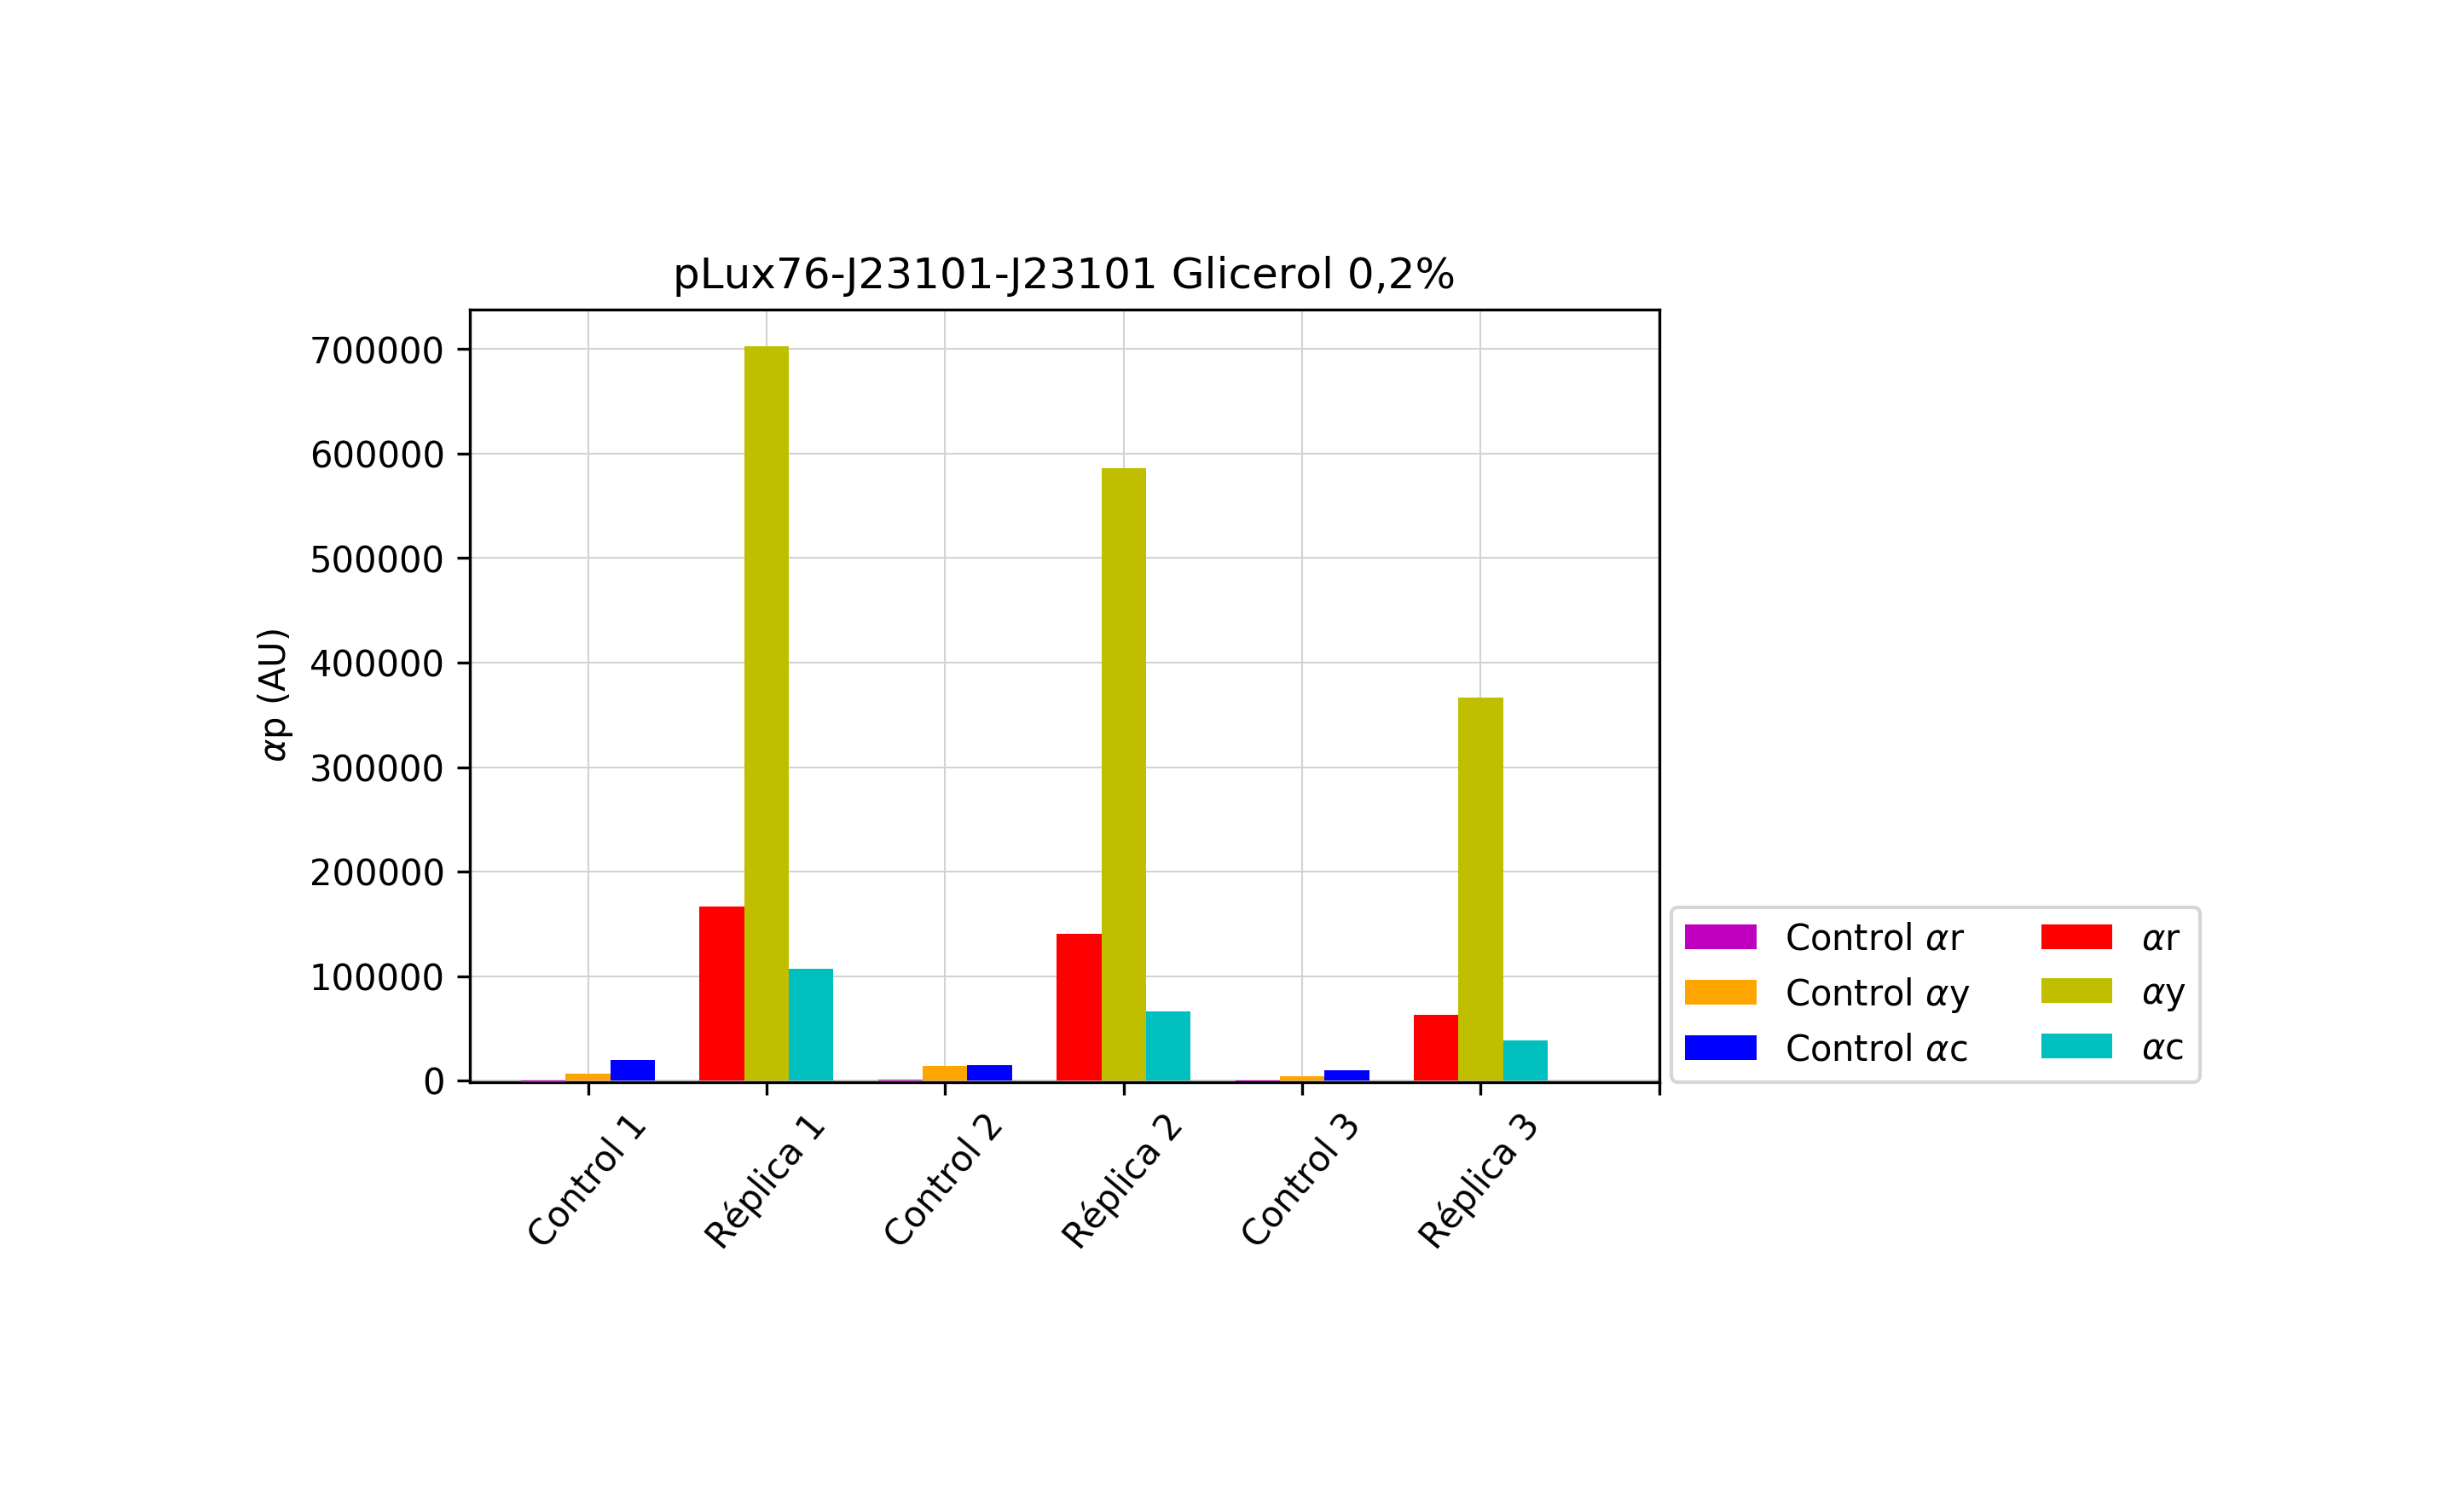 pLux76-J23101-J23101 Glicerol 0,2%
αp (AU)
700000
600000
500000
400000
300000
200000
100000
0
Control 1
Réplica 1
Control 2
Réplica 2
Control 3
Réplica 3
Control αr
Control αy
Control αc
αr
αy
αc